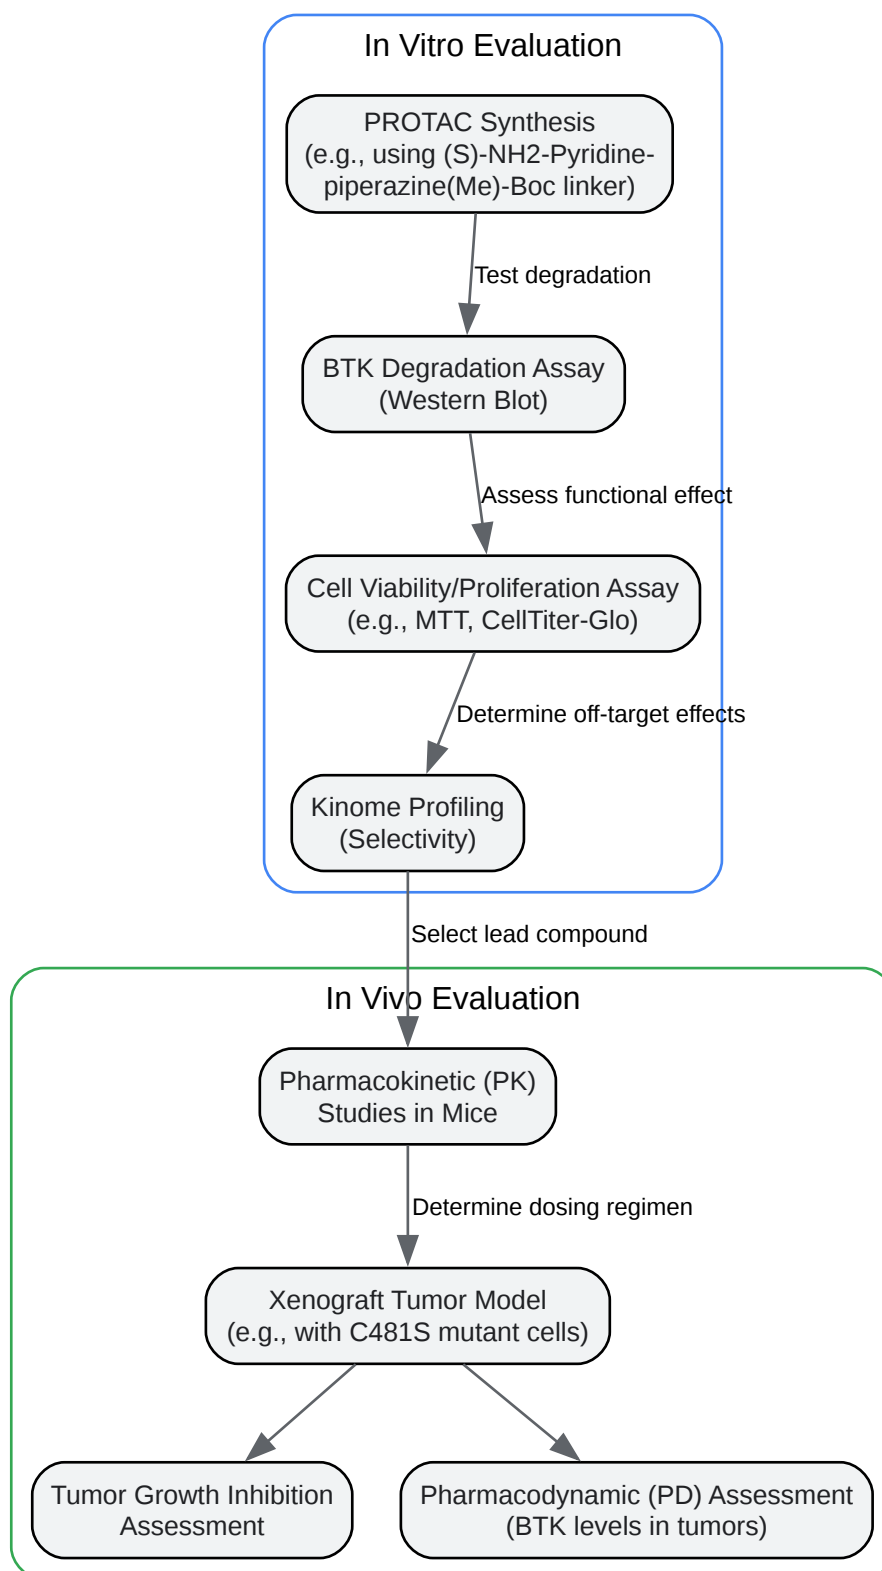 In Vitro Evaluation
PROTAC Synthesis
(e.g., using (S)-NH2-Pyridine-
piperazine(Me)-Boc linker)
Test degradation
BTK Degradation Assay
(Western Blot)
Assess functional effect
Cell Viability/Proliferation Assay
(e.g., MTT, CellTiter-Glo)
Determine off-target effects
Kinome Profiling
(Selectivity)
Select lead compound
In Vivo Evaluation
Pharmacokinetic (PK)
Studies in Mice
Determine dosing regimen
Xenograft Tumor Model
(e.g., with C481S mutant cells)
Tumor Growth Inhibition
Assessment
Pharmacodynamic (PD) Assessment
(BTK levels in tumors)